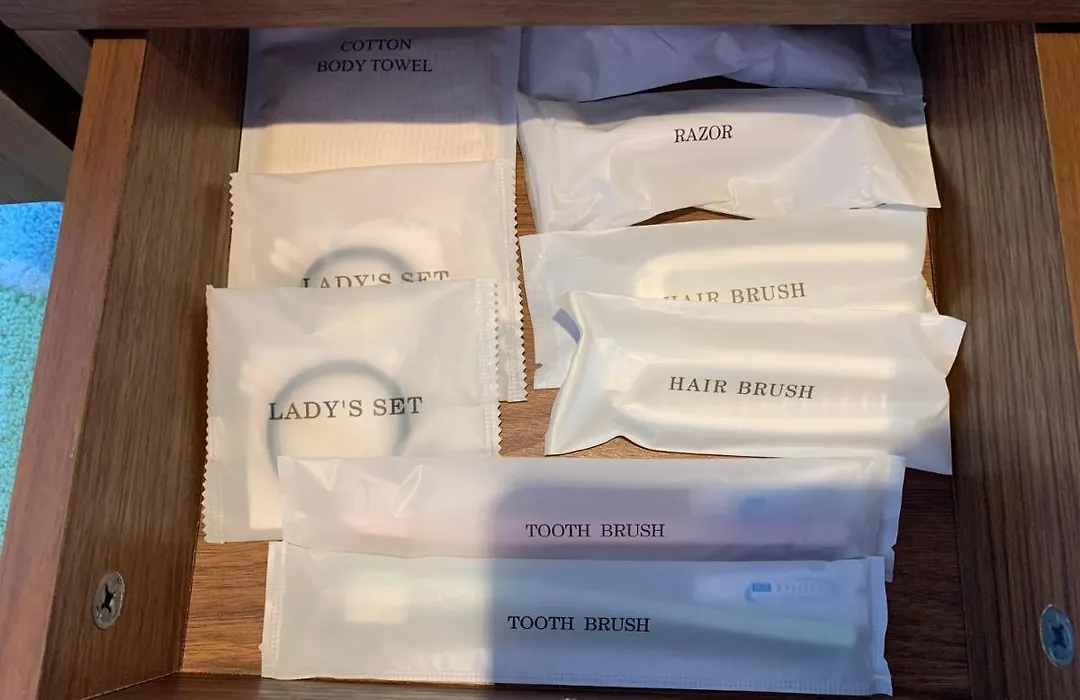 COTTON
BODY TOWEL
RAZOR
LADY'S SET
HAIR BRUSH
LADY'S SET
HAIR BRUSH
TOOTH BRUSH
TOOTH BRUSH